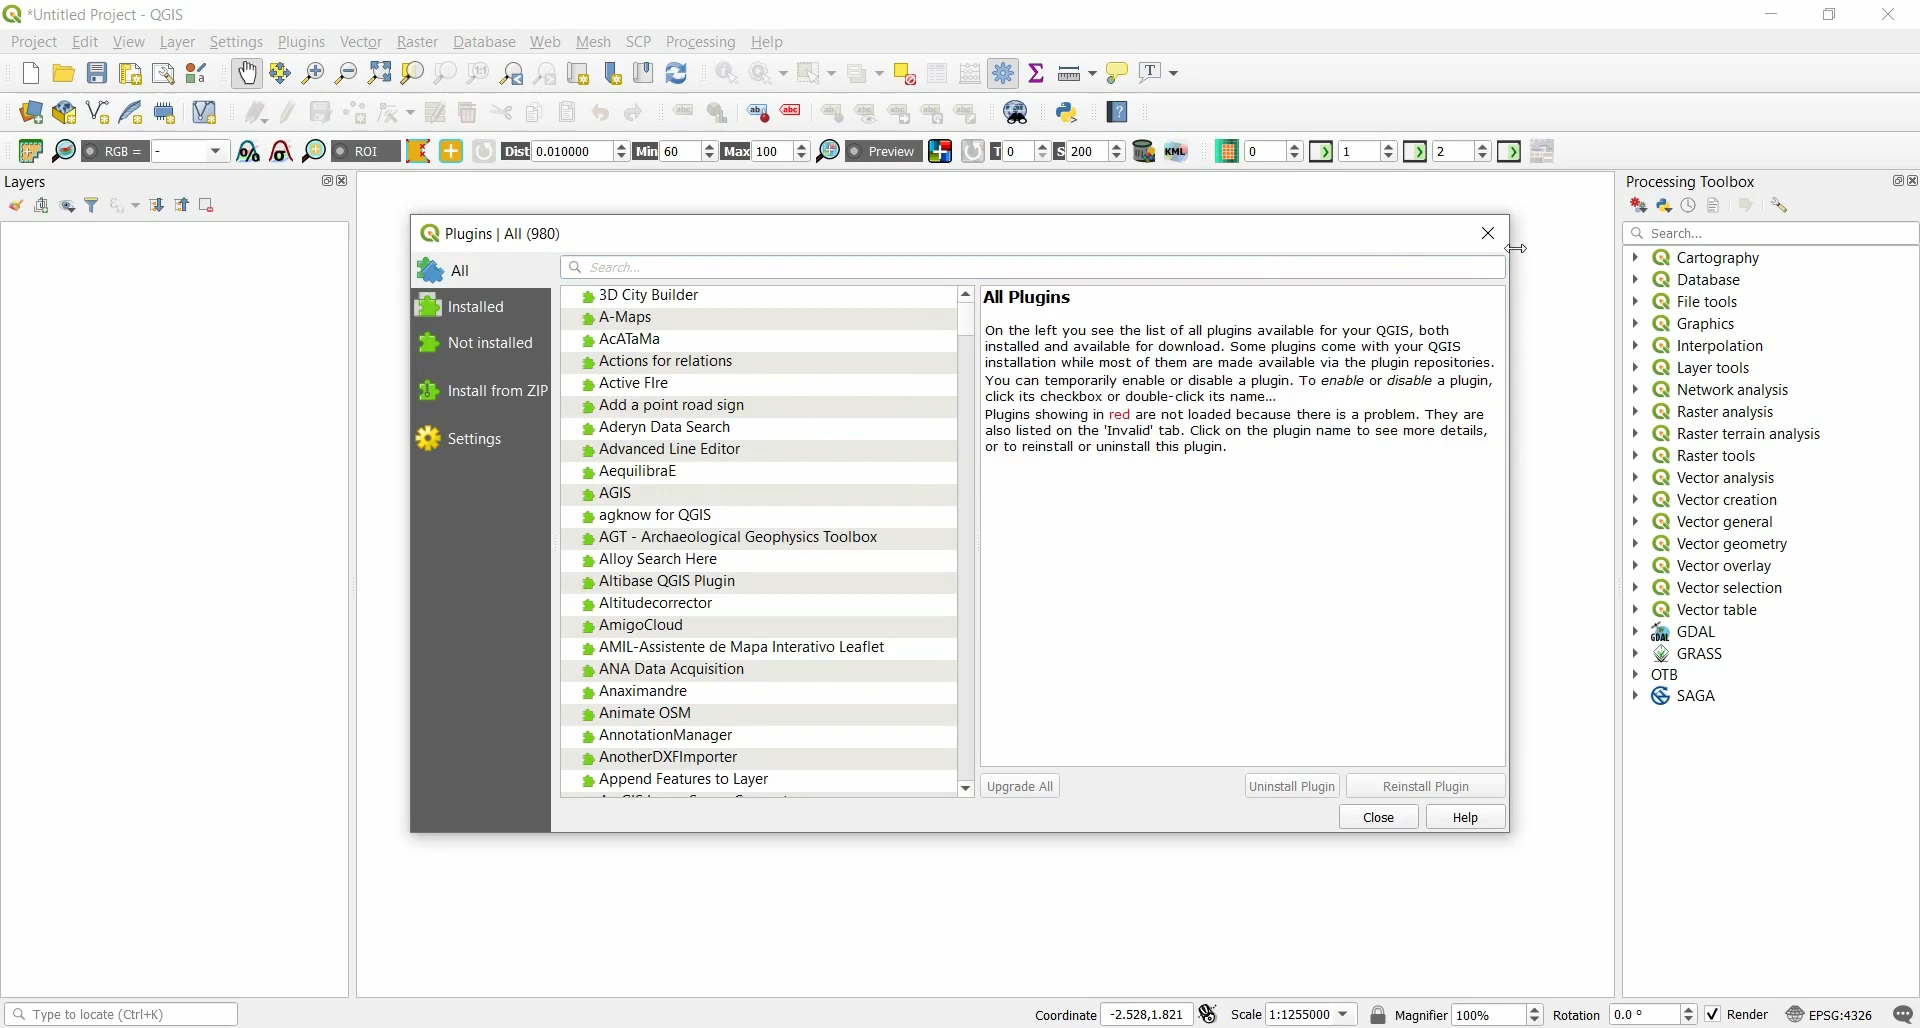 *Untitled Project - QGIS
Project Edit View Layer Settings Plugins Vector Raster Database Web Mesh SCP Processing Help
RGB = - ROI Dist 0.010000 Min 60 Max 100 Preview T 0 S 200 KML 0 1 2
Layers
Processing Toolbox
Search...
Cartography
Database
File tools
Graphics
Interpolation
Layer tools
Network analysis
Raster analysis
Raster terrain analysis
Raster tools
Vector analysis
Vector creation
Vector general
Vector geometry
Vector overlay
Vector selection
Vector table
GDAL
GRASS
OTB
SAGA
Plugins | All (980)
All
Installed
Not installed
Install from ZIP
Settings
Search...
3D City Builder
A-Maps
AcATaMa
Actions for relations
Active FIre
Add a point road sign
Aderyn Data Search
Advanced Line Editor
AequilibraE
AGIS
agknow for QGIS
AGT - Archaeological Geophysics Toolbox
Alloy Search Here
Altibase QGIS Plugin
Altitudecorrector
AmigoCloud
AMIL-Assistente de Mapa Interativo Leaflet
ANA Data Acquisition
Anaximandre
Animate OSM
AnnotationManager
AnotherDXFImporter
Append Features to Layer
All Plugins
On the left you see the list of all plugins available for your QGIS, both
installed and available for download. Some plugins come with your QGIS
installation while most of them are made available via the plugin repositories.
You can temporarily enable or disable a plugin. To enable or disable a plugin,
click its checkbox or double-click its name...
Plugins showing in red are not loaded because there is a problem. They are
also listed on the 'Invalid' tab. Click on the plugin name to see more details,
or to reinstall or uninstall this plugin.
Upgrade All Uninstall Plugin Reinstall Plugin
Close Help
Type to locate (Ctrl+K) Coordinate -2.528,1.821 Scale 1:1255000 Magnifier 100% Rotation 0.0 ° Render EPSG:4326